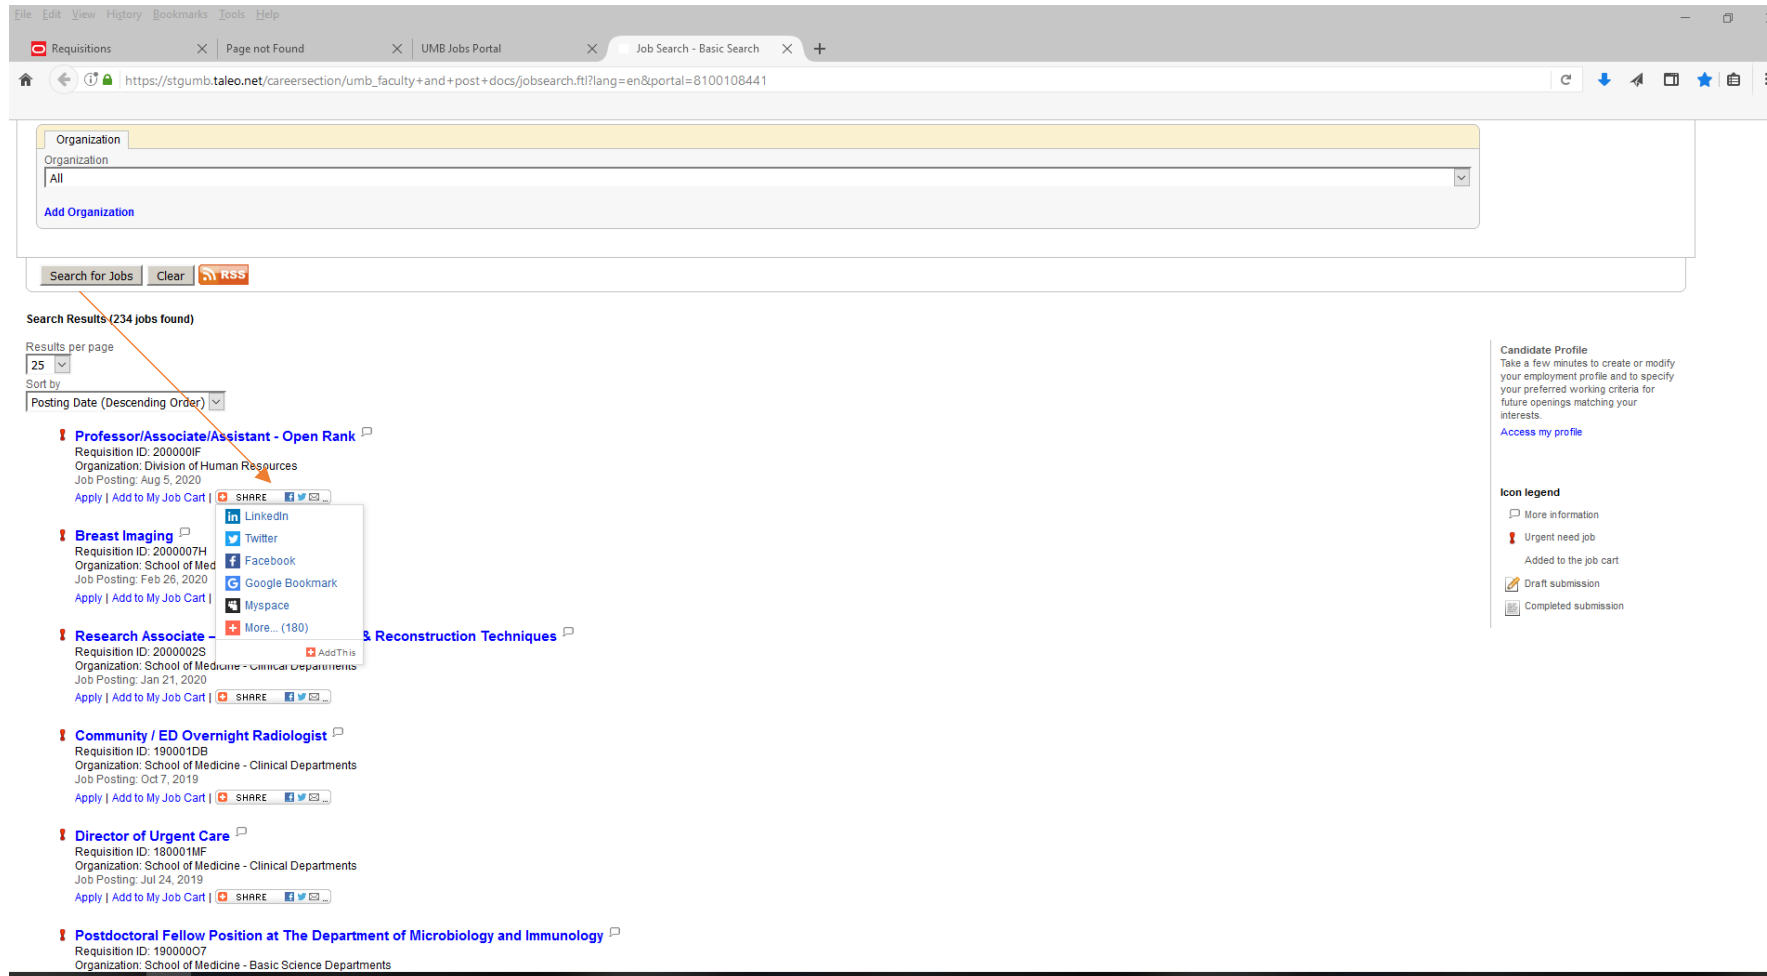 File Edit View History Bookmarks Tools Help
Requisitions
Page not Found
UMB Jobs Portal
Job Search - Basic Search
https://stgumb.taleo.net/careersection/umb_faculty+and+post+docs/jobsearch.ftl?lang=en&portal=8100108441
Organization
Organization
All
Add Organization
Search for Jobs Clear RSS
Search Results (234 jobs found)
Results per page
25
Sort by
Posting Date (Descending Order)
Professor/Associate/Assistant - Open Rank
Requisition ID: 200000IF
Organization: Division of Human Resources
Job Posting: Aug 5, 2020
Apply | Add to My Job Cart | SHARE ...
LinkedIn
Twitter
Facebook
Google Bookmark
Myspace
More... (180)
AddThis
Breast Imaging
Requisition ID: 2000007H
Organization: School of Med
Job Posting: Feb 26, 2020
Apply | Add to My Job Cart |
Research Associate – & Reconstruction Techniques
Requisition ID: 2000002S
Organization: School of Medicine - Clinical Departments
Job Posting: Jan 21, 2020
Apply | Add to My Job Cart | SHARE ...
Community / ED Overnight Radiologist
Requisition ID: 190001DB
Organization: School of Medicine - Clinical Departments
Job Posting: Oct 7, 2019
Apply | Add to My Job Cart | SHARE ...
Director of Urgent Care
Requisition ID: 180001MF
Organization: School of Medicine - Clinical Departments
Job Posting: Jul 24, 2019
Apply | Add to My Job Cart | SHARE ...
Postdoctoral Fellow Position at The Department of Microbiology and Immunology
Requisition ID: 190000O7
Organization: School of Medicine - Basic Science Departments
Candidate Profile
Take a few minutes to create or modify
your employment profile and to specify
your preferred working criteria for
future openings matching your
interests.
Access my profile
Icon legend
More information
Urgent need job
Added to the job cart
Draft submission
Completed submission